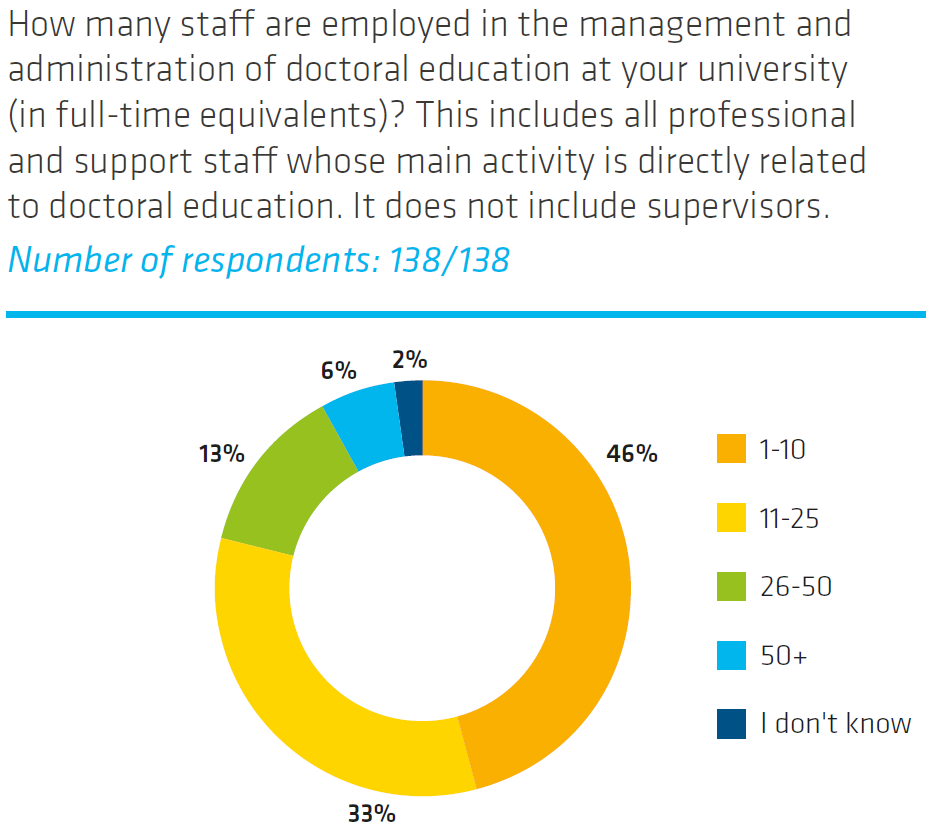 How many staff are employed in the management and
administration of doctoral education at your university
(in full-time equivalents)? This includes all professional
and support staff whose main activity is directly related
to doctoral education. It does not include supervisors.
Number of respondents: 138/138
2%
6%
13%
46%
33%
1-10
11-25
26-50
50+
I don't know